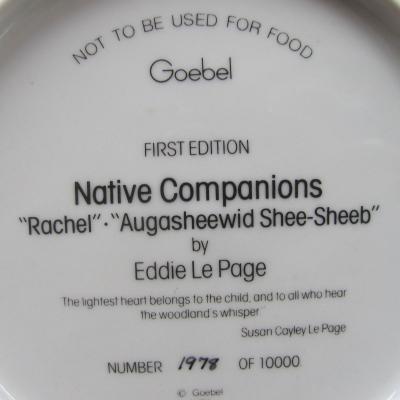 NOT TO BE USED FOR FOOD
Goebel
FIRST EDITION
Native Companions
"Rachel"·"Augasheewid Shee-Sheeb"
by
Eddie Le Page
The lightest heart belongs to the child, and to all who hear
the woodland's whisper
Susan Cayley Le Page
NUMBER 1978 OF 10000
© Goebel